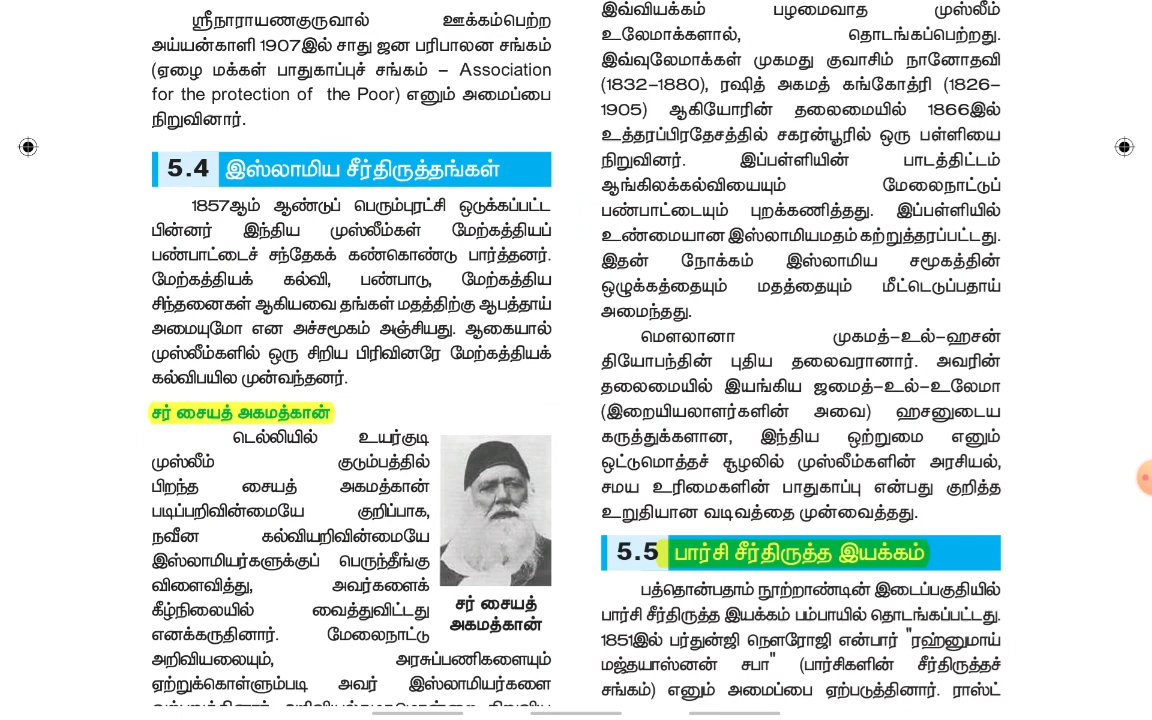 ஸ்ரீநாராயணகுருவால் ஊக்கம்பெற்ற
அய்யன்காளி 1907இல் சாது ஜன பரிபாலன சங்கம்
(ஏழை மக்கள் பாதுகாப்புச் சங்கம் – Association
for the protection of the Poor) எனும் அமைப்பை
நிறுவினார்.
5.4 இஸ்லாமிய சீர்திருத்தங்கள்
1857ஆம் ஆண்டுப் பெரும்புரட்சி ஒடுக்கப்பட்ட
பின்னர் இந்திய முஸ்லீம்கள் மேற்கத்தியப்
பண்பாட்டைச் சந்தேகக் கண்கொண்டு பார்த்தனர்.
மேற்கத்தியக் கல்வி, பண்பாடு, மேற்கத்திய
சிந்தனைகள் ஆகியவை தங்கள் மதத்திற்கு ஆபத்தாய்
அமையுமோ என அச்சமூகம் அஞ்சியது. ஆகையால்
முஸ்லீம்களில் ஒரு சிறிய பிரிவினரே மேற்கத்தியக்
கல்விபயில முன்வந்தனர்.
சர் சையத் அகமத்கான்
டெல்லியில் உயர்குடி
முஸ்லீம் குடும்பத்தில்
பிறந்த சையத் அகமத்கான்
படிப்பறிவின்மையே குறிப்பாக,
நவீன கல்வியறிவின்மையே
இஸ்லாமியர்களுக்குப் பெருந்தீங்கு
விளைவித்து, அவர்களைக்
கீழ்நிலையில் வைத்துவிட்டது
எனக்கருதினார். மேலைநாட்டு
அறிவியலையும், அரசுப்பணிகளையும்
ஏற்றுக்கொள்ளும்படி அவர் இஸ்லாமியர்களை
சர் சையத்
அகமத்கான்
இவ்வியக்கம் பழமைவாத முஸ்லீம்
உலேமாக்களால், தொடங்கப்பெற்றது.
இவ்வுலேமாக்கள் முகமது குவாசிம் நானோதவி
(1832–1880), ரஷித் அகமத் கங்கோத்ரி (1826–
1905) ஆகியோரின் தலைமையில் 1866இல்
உத்தரப்பிரதேசத்தில் சகரன்பூரில் ஒரு பள்ளியை
நிறுவினர். இப்பள்ளியின் பாடத்திட்டம்
ஆங்கிலக்கல்வியையும் மேலைநாட்டுப்
பண்பாட்டையும் புறக்கணித்தது. இப்பள்ளியில்
உண்மையான இஸ்லாமியமதம் கற்றுத்தரப்பட்டது.
இதன் நோக்கம் இஸ்லாமிய சமூகத்தின்
ஒழுக்கத்தையும் மதத்தையும் மீட்டெடுப்பதாய்
அமைந்தது.
மௌலானா முகமத்–உல்–ஹசன்
தியோபந்தின் புதிய தலைவரானார். அவரின்
தலைமையில் இயங்கிய ஜமைத்–உல்–உலேமா
(இறையியலாளர்களின் அவை) ஹசனுடைய
கருத்துக்களான, இந்திய ஒற்றுமை எனும்
ஒட்டுமொத்தச் சூழலில் முஸ்லீம்களின் அரசியல்,
சமய உரிமைகளின் பாதுகாப்பு என்பது குறித்த
உறுதியான வடிவத்தை முன்வைத்தது.
5.5 பார்சி சீர்திருத்த இயக்கம்
பத்தொன்பதாம் நூற்றாண்டின் இடைப்பகுதியில்
பார்சி சீர்திருத்த இயக்கம் பம்பாயில் தொடங்கப்பட்டது.
1851இல் பர்துன்ஜி நௌரோஜி என்பார் "ரஹ்னுமாய்
மஜ்தயாஸ்னன் சபா" (பார்சிகளின் சீர்திருத்தச்
சங்கம்) எனும் அமைப்பை ஏற்படுத்தினார். ராஸ்ட்